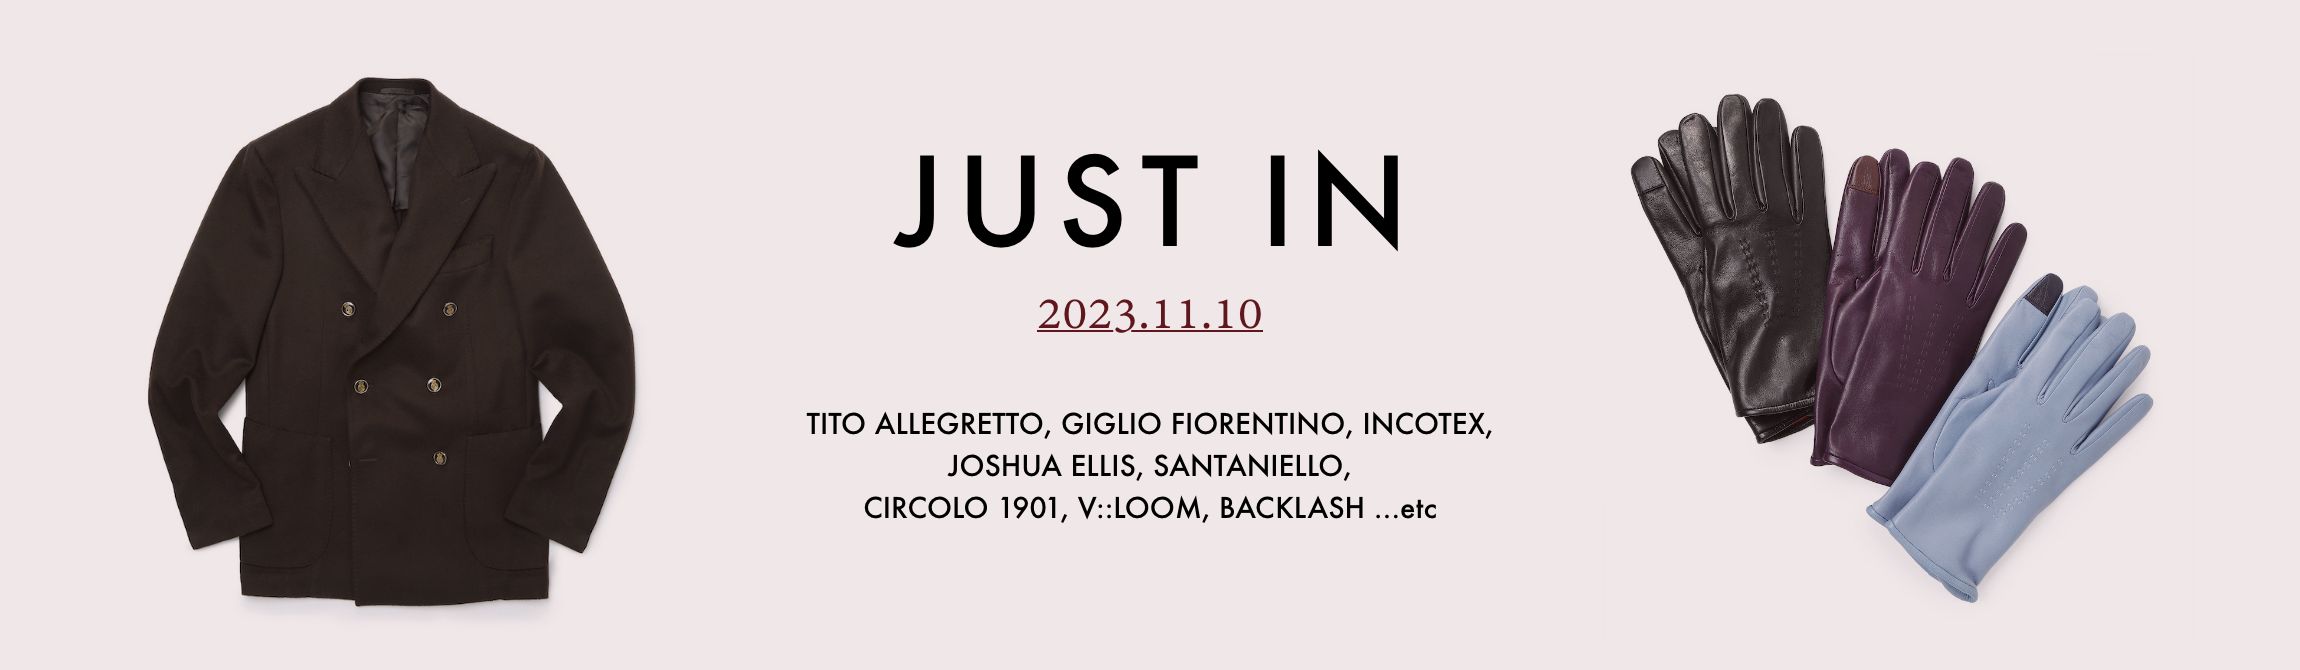 JUST IN
2023.11.10
TITO ALLEGRETTO, GIGLIO FIORENTINO, INCOTEX,
JOSHUA ELLIS, SANTANIELLO,
CIRCOLO 1901, V::LOOM, BACKLASH ...etc